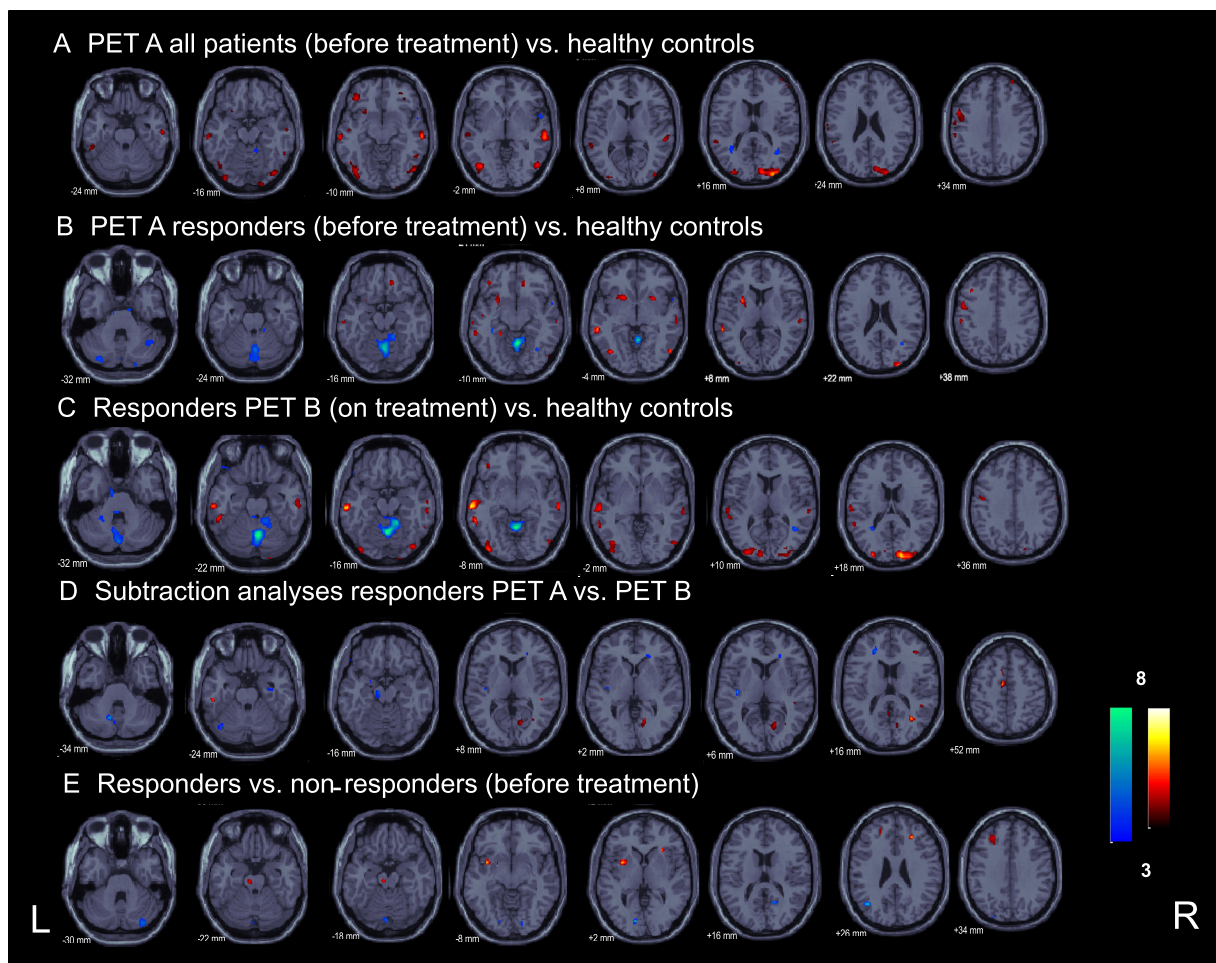 A PET A all patients (before treatment) vs. healthy controls
-24 mm -16 mm -10 mm -2 mm +8 mm +16 mm -24 mm +34 mm
B PET A responders (before treatment) vs. healthy controls
-32 mm -24 mm -16 mm -10 mm -4 mm +8 mm +22 mm +38 mm
C Responders PET B (on treatment) vs. healthy controls
-32 mm -22 mm -16 mm -8 mm -2 mm +10 mm +18 mm +36 mm
D Subtraction analyses responders PET A vs. PET B
-34 mm -24 mm -16 mm +8 mm +2 mm +6 mm +16 mm +52 mm
8
3
E Responders vs. non-responders (before treatment)
-30 mm -22 mm -18 mm -8 mm +2 mm +16 mm +26 mm +34 mm
L R